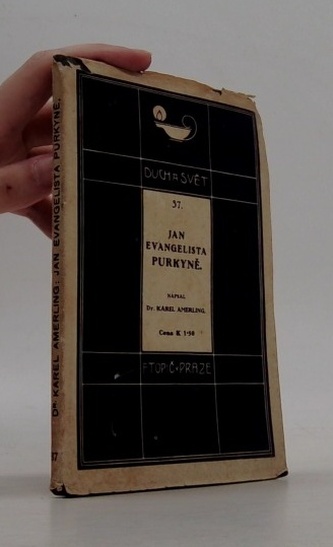 DUCH A SVĚT
37.
JAN
EVANGELISTA
PURKYNĚ.
NAPSAL
Dr. KAREL AMERLING.
Cena K 1·50
F·TOPIČ V PRAZE
DR. KAREL AMERLING: JAN EVANGELISTA PURKYNĚ.
37